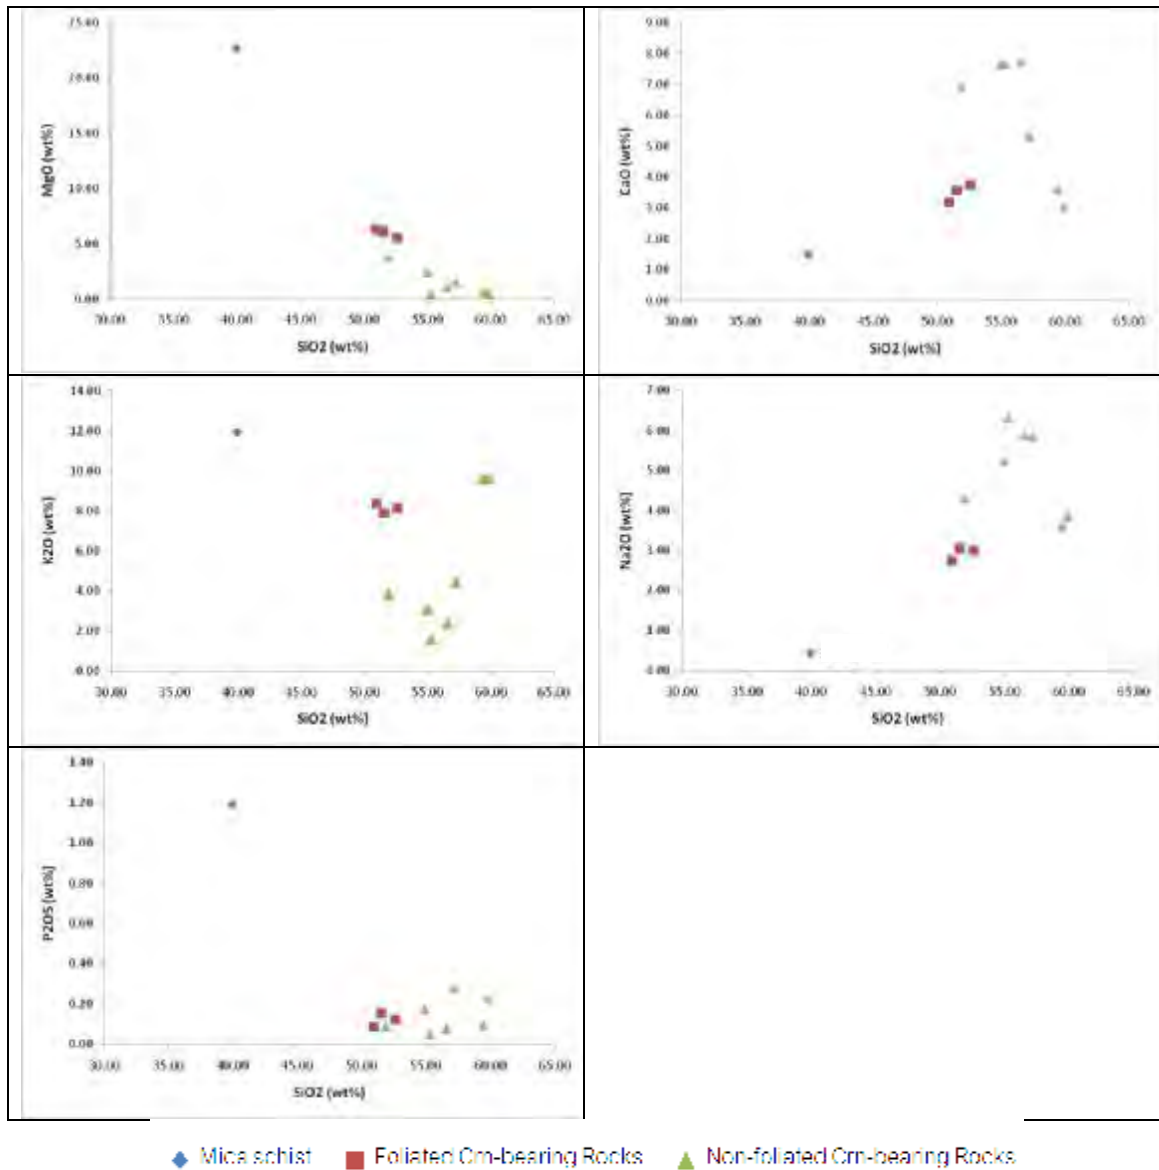 25.00
20.00
15.00
10.00
5.00
0.00
MgO (wt%)
30.00 35.00 40.00 45.00 50.00 55.00 60.00 65.00
SiO2 (wt%)
9.00
8.00
7.00
6.00
5.00
4.00
3.00
2.00
1.00
0.00
CaO (wt%)
30.00 35.00 40.00 45.00 50.00 55.00 60.00 65.00
SiO2 (wt%)
14.00
12.00
10.00
8.00
6.00
4.00
2.00
0.00
K2O (wt%)
30.00 35.00 40.00 45.00 50.00 55.00 60.00 65.00
SiO2 (wt%)
7.00
6.00
5.00
4.00
3.00
2.00
1.00
0.00
Na2O (wt%)
30.00 35.00 40.00 45.00 50.00 55.00 60.00 65.00
SiO2 (wt%)
1.40
1.20
1.00
0.80
0.60
0.40
0.20
0.00
P2O5 (wt%)
30.00 35.00 40.00 45.00 50.00 55.00 60.00 65.00
SiO2 (wt%)
Mica schist Foliated Crn-bearing Rocks Non-foliated Crn-bearing Rocks